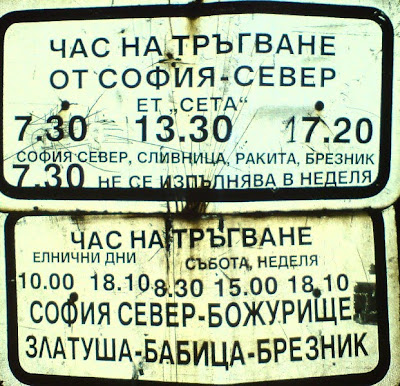 ЧАС НА ТРЪГВАНЕ
ОТ СОФИЯ-СЕВЕР
ЕТ „СЕТА“
7.30 13.30 17.20
СОФИЯ СЕВЕР, СЛИВНИЦА, РАКИТА, БРЕЗНИК
7.30 НЕ СЕ ИЗПЪЛНЯВА В НЕДЕЛЯ
ЧАС НА ТРЪГВАНЕ
ЕЛНИЧНИ ДНИ СЪБОТА, НЕДЕЛЯ
10.00 18.10 8.30 15.00 18.10
СОФИЯ СЕВЕР-БОЖУРИЩЕ
ЗЛАТУША-БАБИЦА-БРЕЗНИК